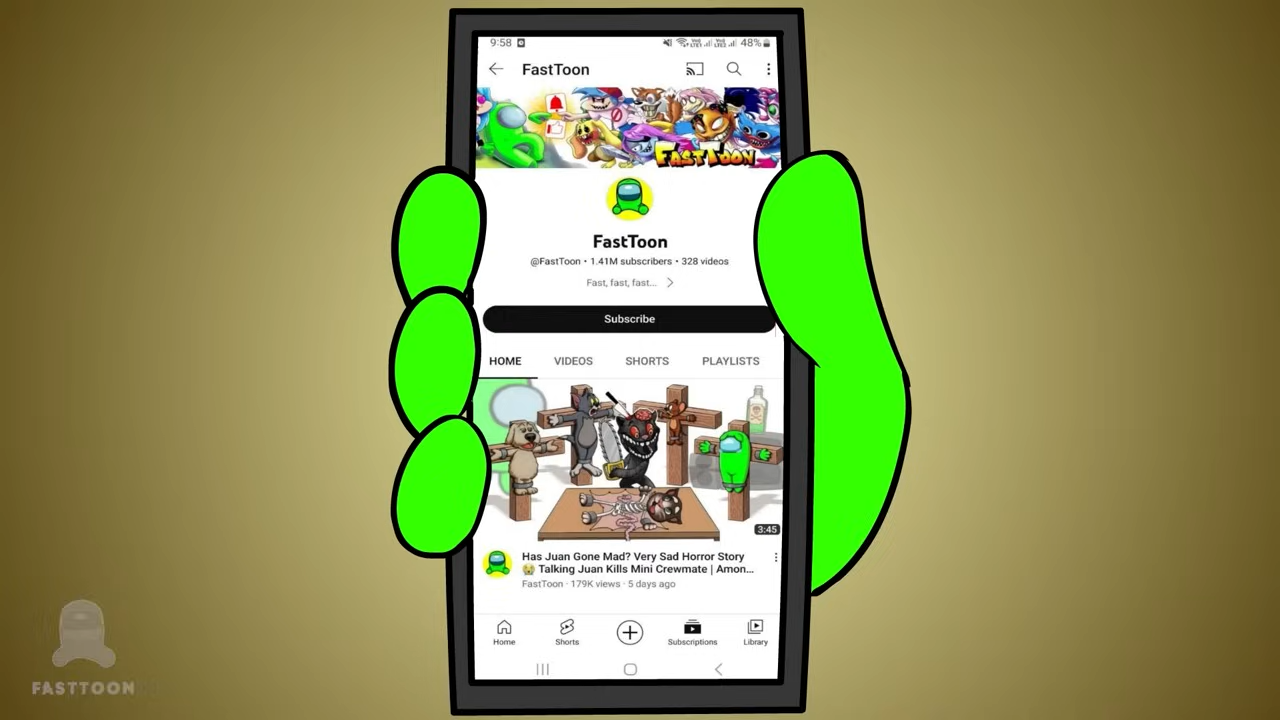 9:58
48%
FastToon
FASTTOON
FastToon
@FastToon • 1.41M subscribers • 328 videos
Fast, fast, fast...
Subscribe
HOME VIDEOS SHORTS PLAYLISTS
3:45
Has Juan Gone Mad? Very Sad Horror Story
😭 Talking Juan Kills Mini Crewmate | Amon...
FastToon · 179K views · 5 days ago
Home Shorts Subscriptions Library
FASTTOON